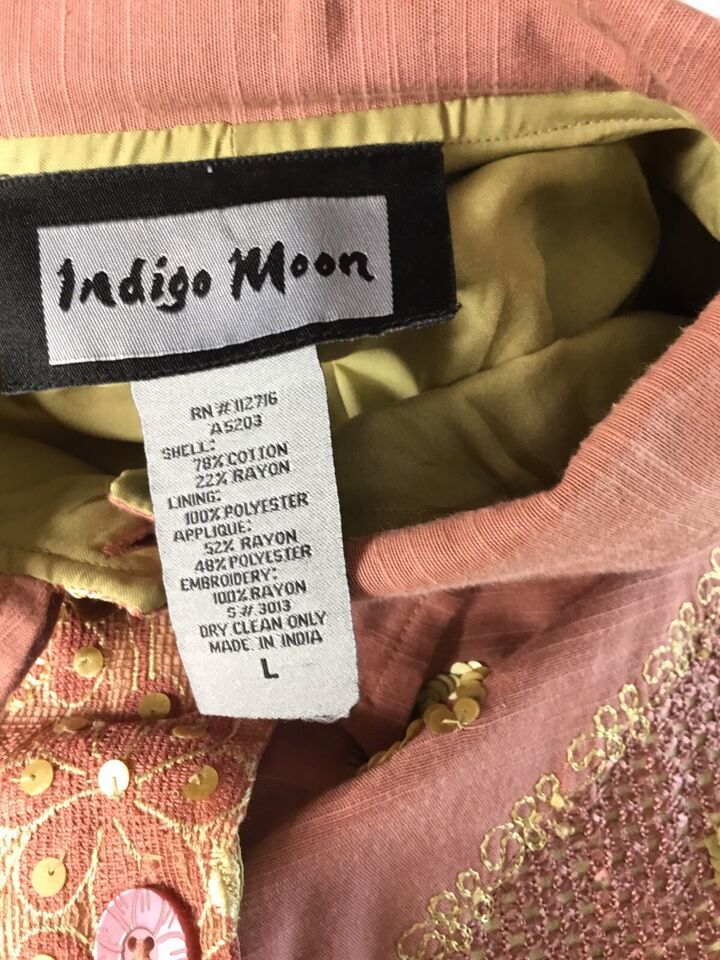 Indigo Moon
RN # 112716
A5203
SHELL:
78% COTTON
22% RAYON
LINING:
100% POLYESTER
APPLIQUE:
52% RAYON
48% POLYESTER
EMBROIDERY:
100% RAYON
S # 3013
DRY CLEAN ONLY
MADE IN INDIA
L